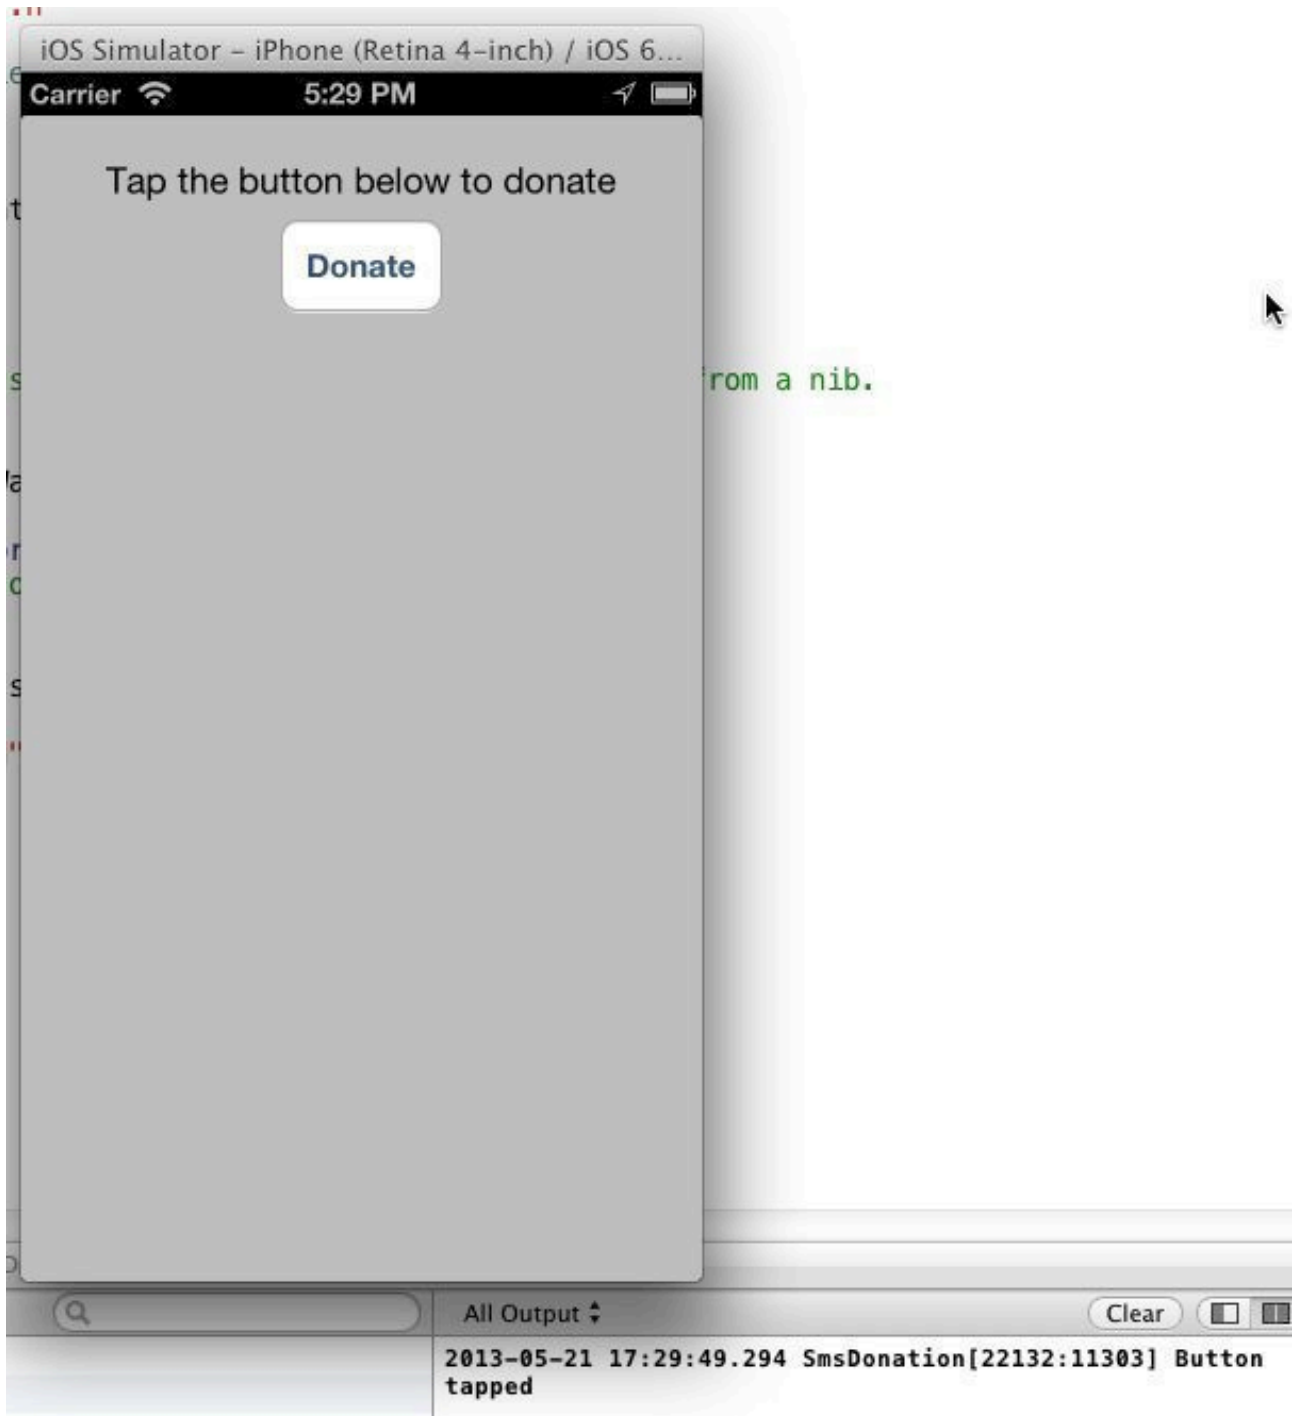 iOS Simulator – iPhone (Retina 4-inch) / iOS 6...
Carrier 5:29 PM
Tap the button below to donate
Donate
rom a nib.
All Output Clear
2013-05-21 17:29:49.294 SmsDonation[22132:11303] Button
tapped